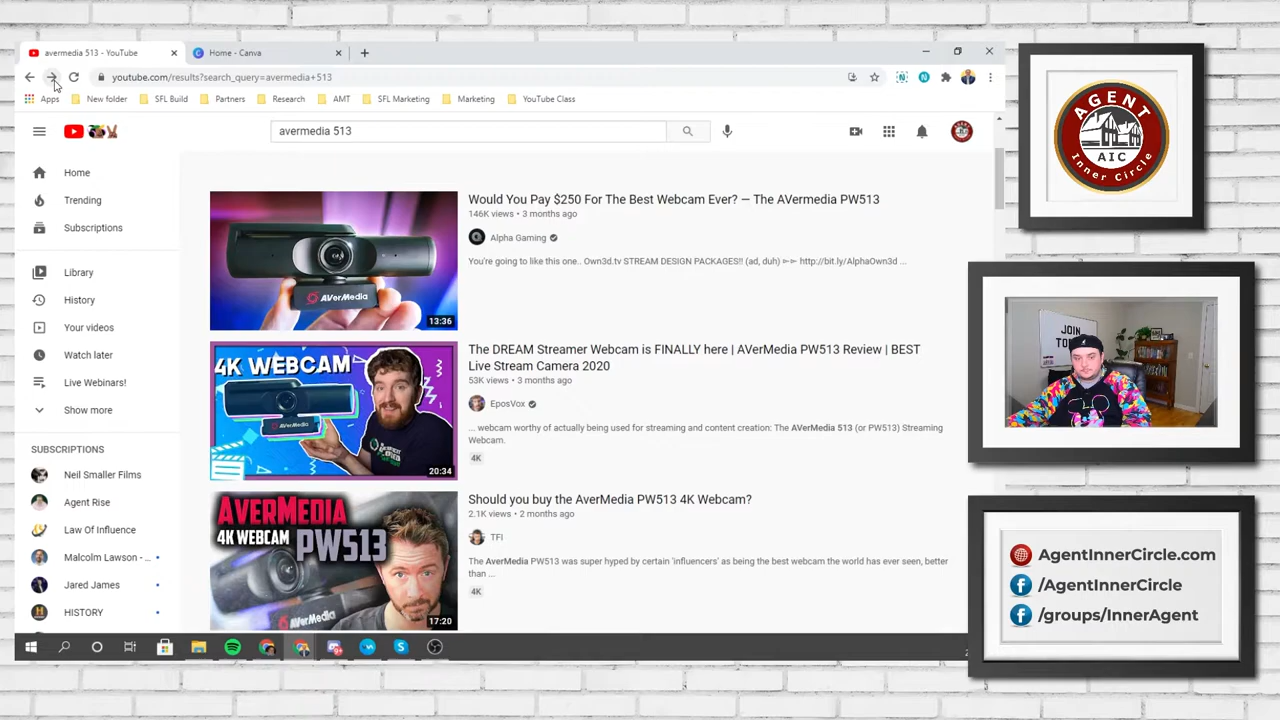 avermedia 513 - YouTube
Home - Canva
youtube.com/results?search_query=avermedia+513
Apps New folder SFL Build Partners Research AMT SFL Marketing Marketing YouTube Class
avermedia 513
Home
Trending
Subscriptions
Library
History
Your videos
Watch later
Live Webinars!
Show more
SUBSCRIPTIONS
Neil Smaller Films
Agent Rise
Law Of Influence
Malcolm Lawson - ...
Jared James
HISTORY
AVerMedia
13:36
Would You Pay $250 For The Best Webcam Ever? — The AVermedia PW513
146K views • 3 months ago
Alpha Gaming
You're going to like this one.. Own3d.tv STREAM DESIGN PACKAGES!! (ad, duh) ►► http://bit.ly/AlphaOwn3d ...
4K WEBCAM
AVerMedia
20:34
The DREAM Streamer Webcam is FINALLY here | AVerMedia PW513 Review | BEST
Live Stream Camera 2020
53K views • 3 months ago
EposVox
... webcam worthy of actually being used for streaming and content creation: The AVerMedia 513 (or PW513) Streaming
Webcam.
4K
AVERMEDIA
4K WEBCAM PW513
AVerMedia
17:20
Should you buy the AverMedia PW513 4K Webcam?
2.1K views • 2 months ago
TFI
The AverMedia PW513 was super hyped by certain 'influencers' as being the best webcam the world has ever seen, better
than ...
4K
AGENT
AIC
Inner Circle
JOIN
AgentInnerCircle.com
/AgentInnerCircle
/groups/InnerAgent